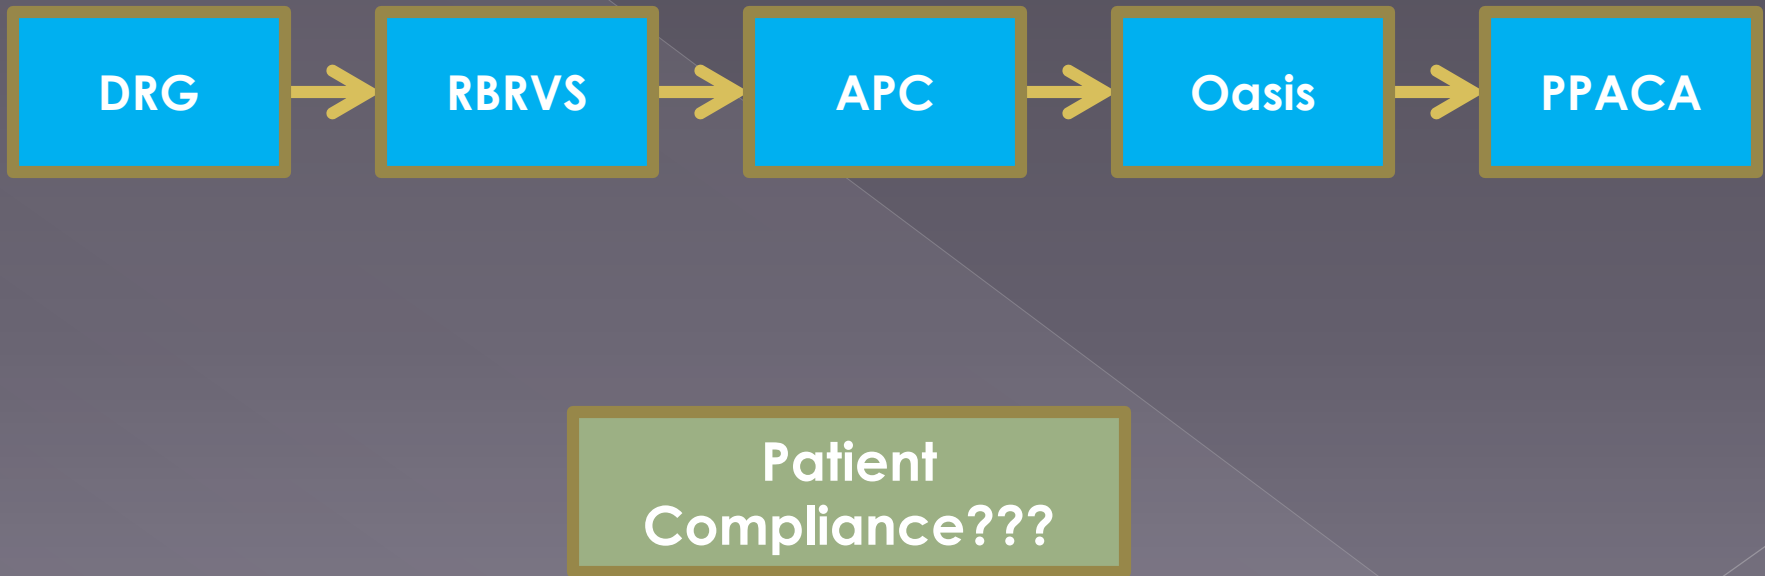 DRG
RBRVS
APC
Oasis
PPACA
Patient
Compliance???